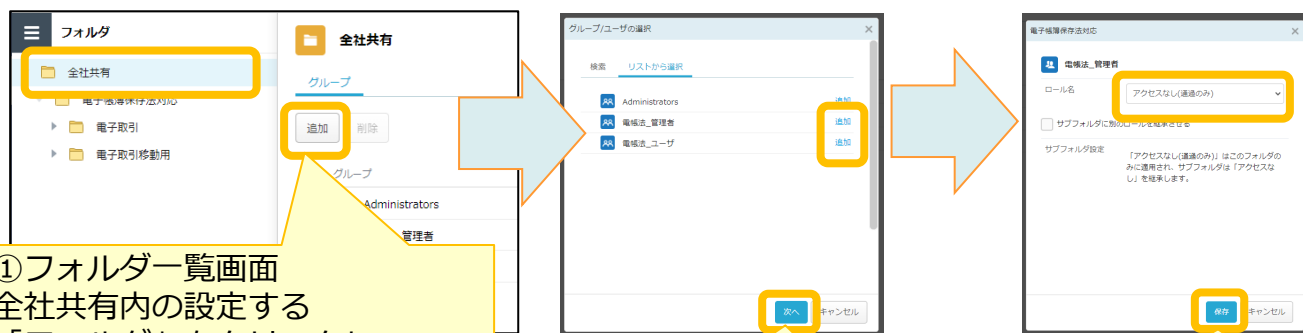 フォルダ
全社共有
電子帳簿保存法対応
電子取引
電子取引移動用
全社共有
グループ
追加
削除
グループ
Administrators
管理者
①フォルダ一覧画面
全社共有内の設定する
グループ/ユーザの選択
検索
リストから選択
Administrators
追加
電帳法_管理者
追加
電帳法_ユーザ
追加
次へ
キャンセル
電子帳簿保存法対応
電帳法_管理者
ロール名
アクセスなし(通過のみ)
サブフォルダに別のロールを継承させる
サブフォルダ設定
「アクセスなし(通過のみ)」はこのフォルダの
みに適用され、サブフォルダは「アクセスな
し」を継承します。
保存
キャンセル